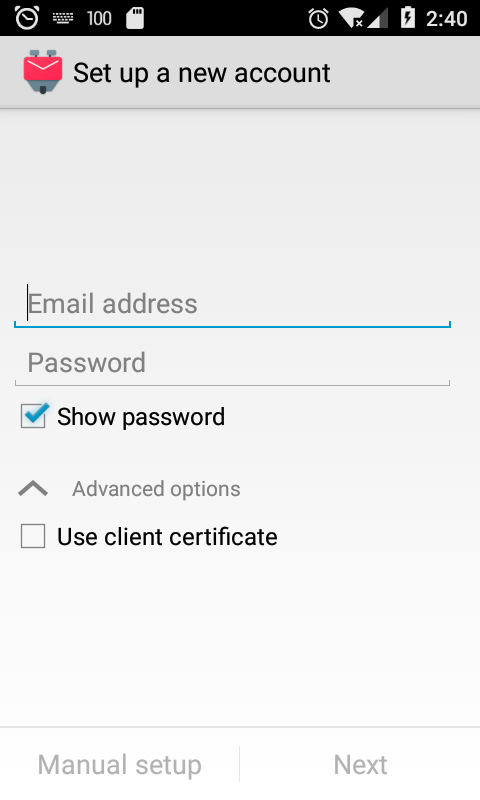 100 2:40
Set up a new account
Email address
Password
Show password
Advanced options
Use client certificate
Manual setup Next